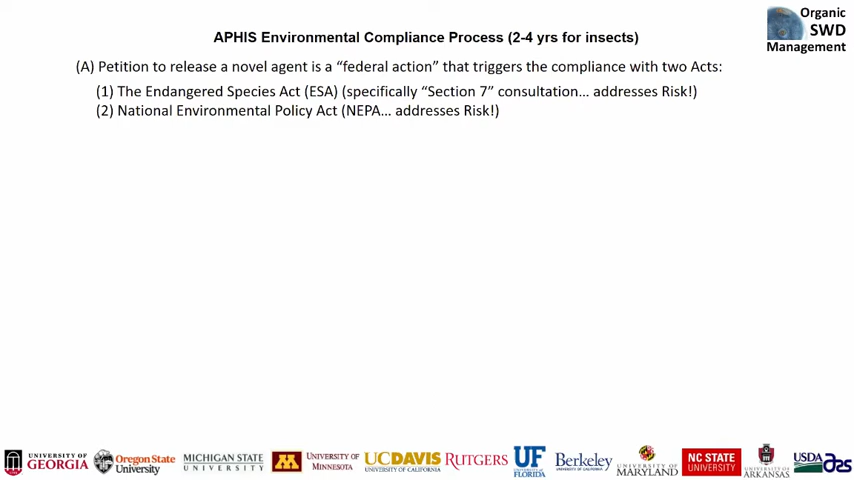 Organic
SWD
Management
APHIS Environmental Compliance Process (2-4 yrs for insects)
(A) Petition to release a novel agent is a “federal action” that triggers the compliance with two Acts:
(1) The Endangered Species Act (ESA) (specifically “Section 7” consultation… addresses Risk!)
(2) National Environmental Policy Act (NEPA… addresses Risk!)
UNIVERSITY OF GEORGIA
Oregon State University
MICHIGAN STATE UNIVERSITY
M UNIVERSITY OF MINNESOTA
UCDAVIS UNIVERSITY OF CALIFORNIA
RUTGERS
UF UNIVERSITY of FLORIDA
Berkeley UNIVERSITY OF CALIFORNIA
UNIVERSITY OF MARYLAND
NC STATE UNIVERSITY
UNIVERSITY OF ARKANSAS
USDA ars